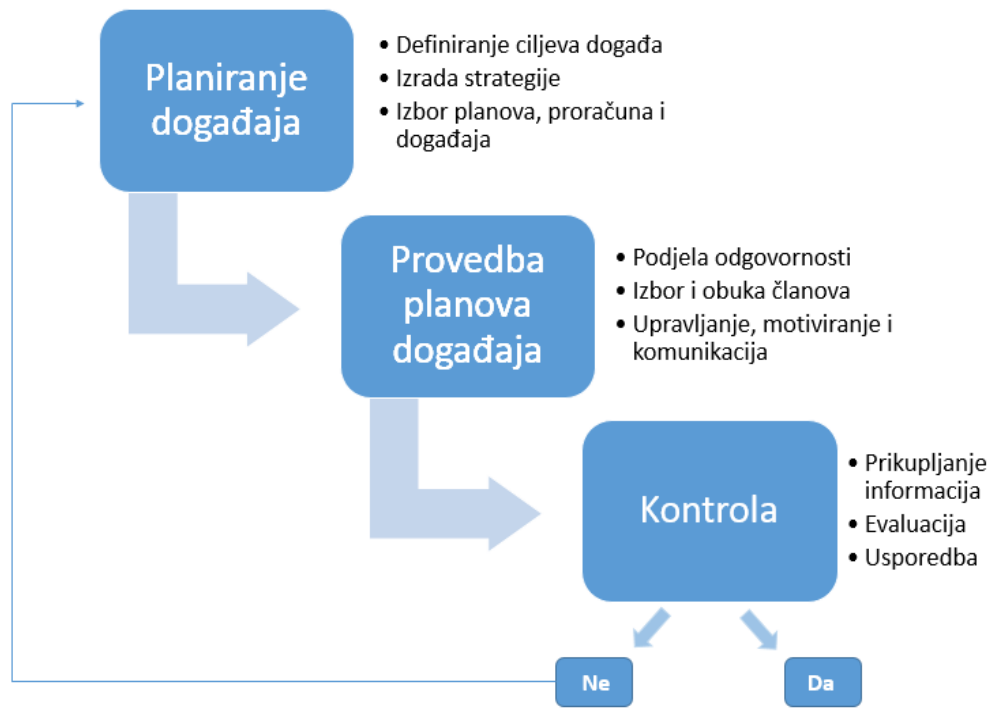 Planiranje
događaja
• Definiranje ciljeva događa
• Izrada strategije
• Izbor planova, proračuna i
događaja
Provedba
planova
događaja
• Podjela odgovornosti
• Izbor i obuka članova
• Upravljanje, motiviranje i
komunikacija
Kontrola
• Prikupljanje
informacija
• Evaluacija
• Usporedba
Ne
Da